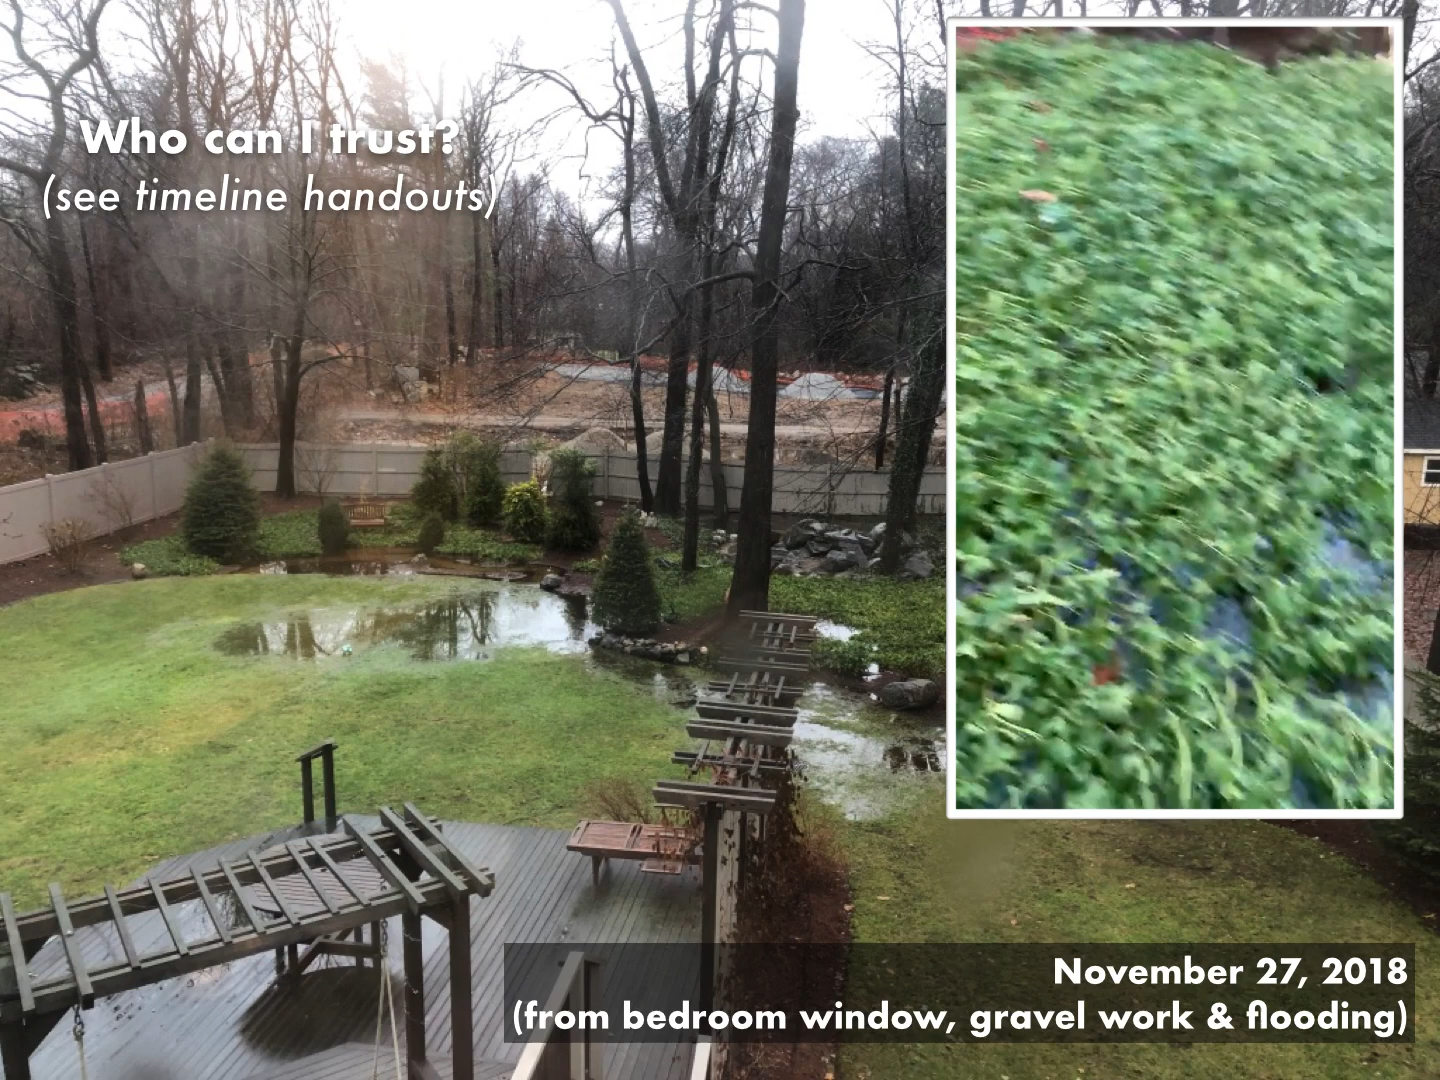 Who can I trust?
(see timeline handouts)
November 27, 2018
(from bedroom window, gravel work & flooding)